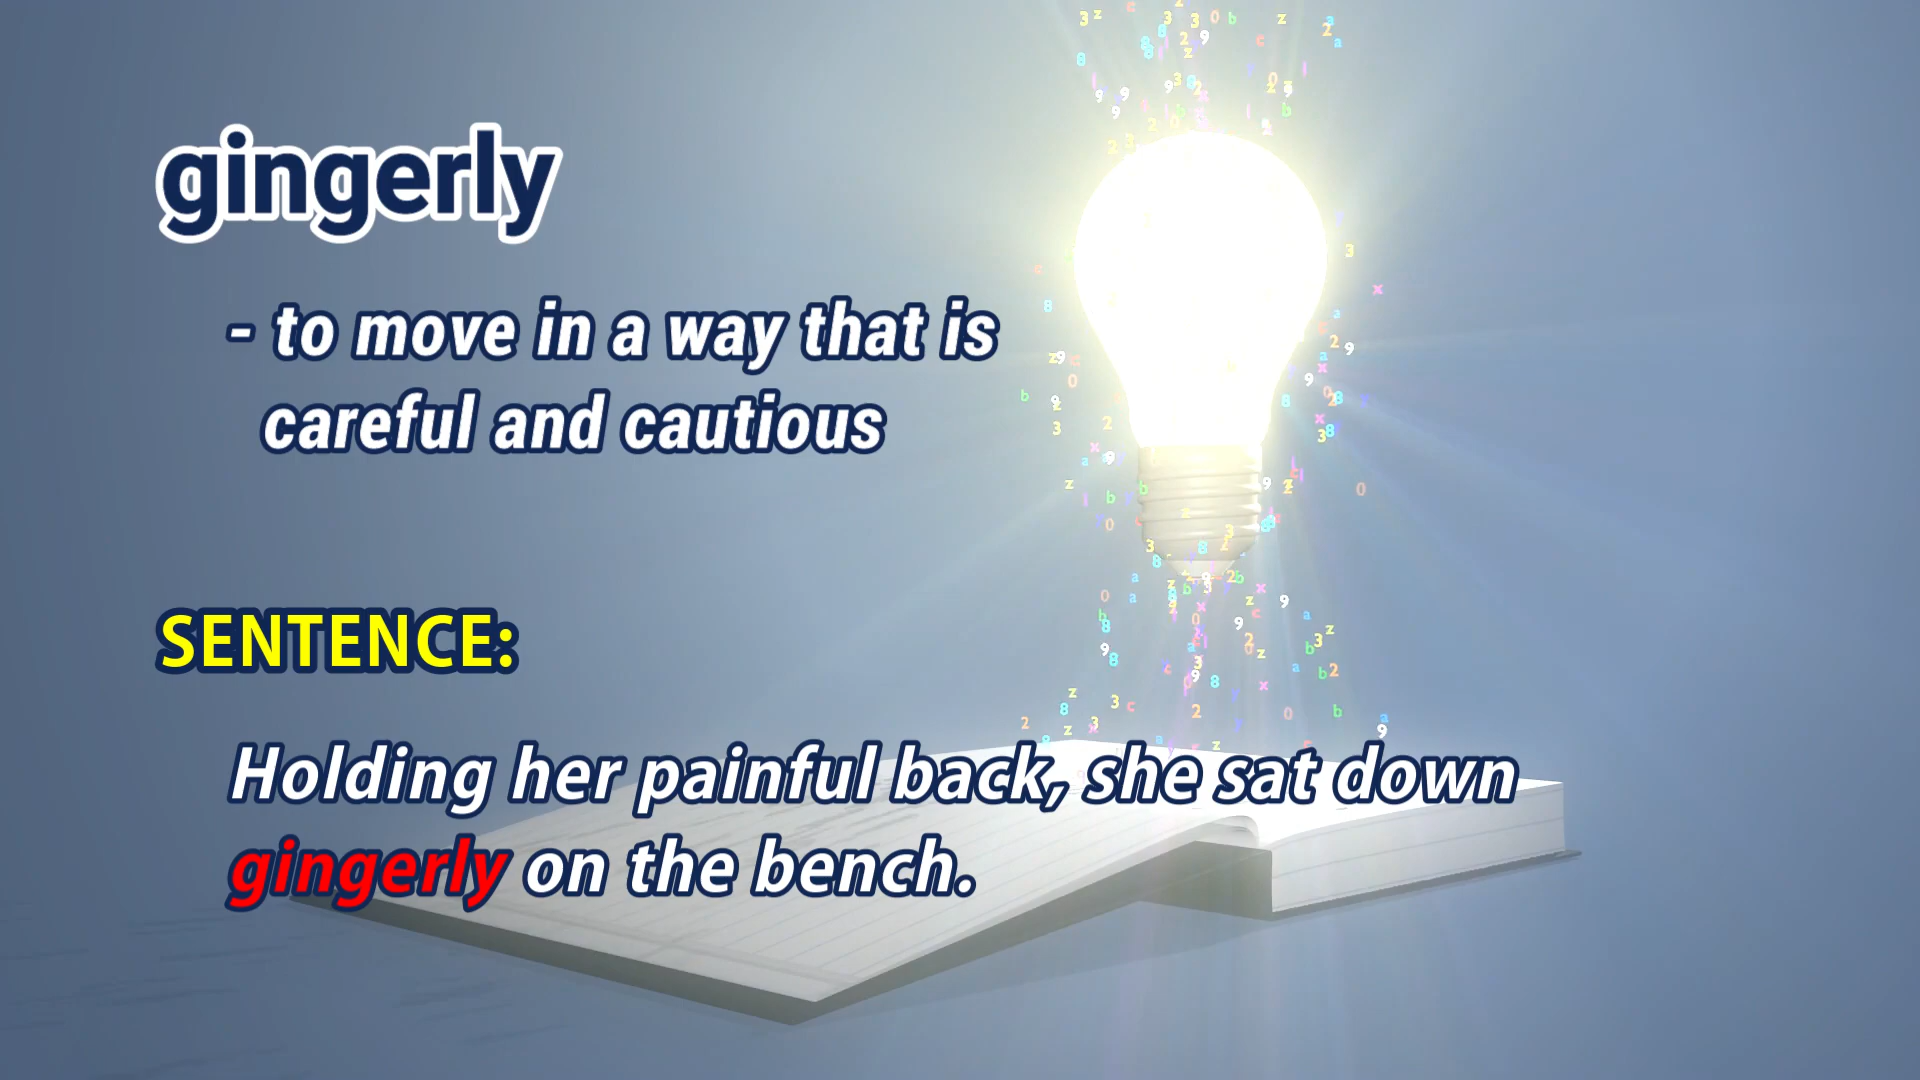 gingerly
- to move in a way that is
careful and cautious
SENTENCE:
Holding her painful back, she sat down
gingerly on the bench.